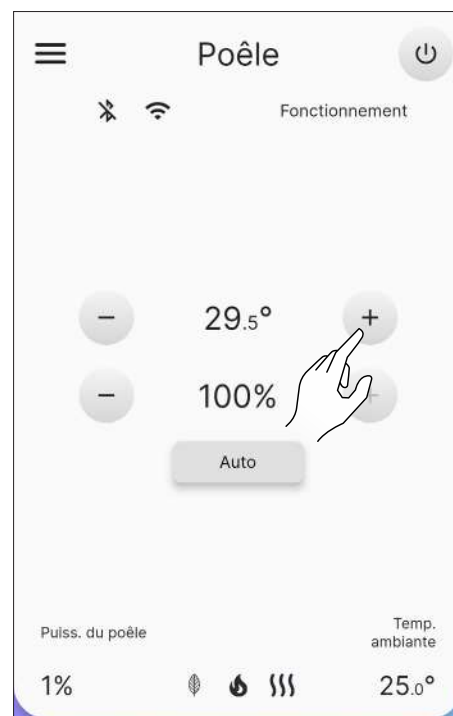 Poêle
Fonctionnement
− 29.5° +
− 100% +
Auto
Puiss. du poêle
Temp.
ambiante
1% 25.0°